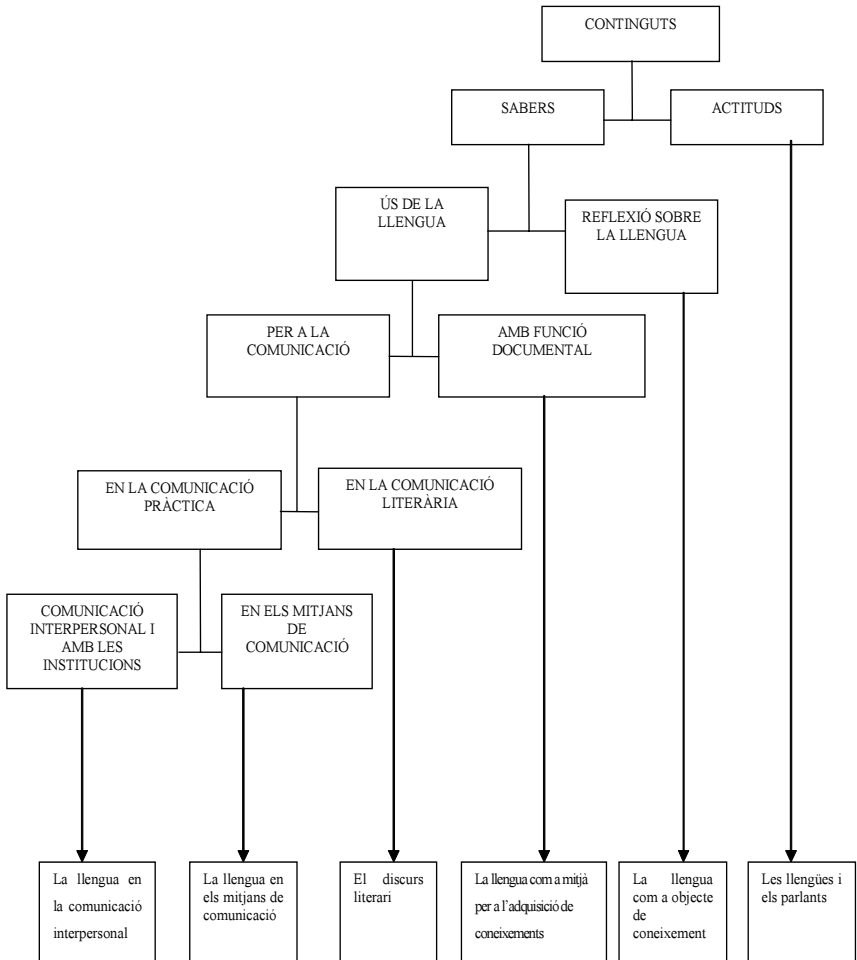 CONTINGUTS
SABERS
ACTITUDS
ÚS DE LA
LLENGUA
REFLEXIÓ SOBRE
LA LLENGUA
PER A LA
COMUNICACIÓ
AMB FUNCIÓ
DOCUMENTAL
EN LA COMUNICACIÓ
PRÀCTICA
EN LA COMUNICACIÓ
LITERÀRIA
COMUNICACIÓ
INTERPERSONAL I
AMB LES
INSTITUCIONS
EN ELS MITJANS
DE
COMUNICACIÓ
La llengua en
la comunicació
interpersonal
La llengua en
els mitjans de
comunicació
El discurs
literari
La llengua com a mitjà
per a l'adquisició de
coneixements
La llengua
com a objecte
de
coneixement
Les llengües i
els parlants